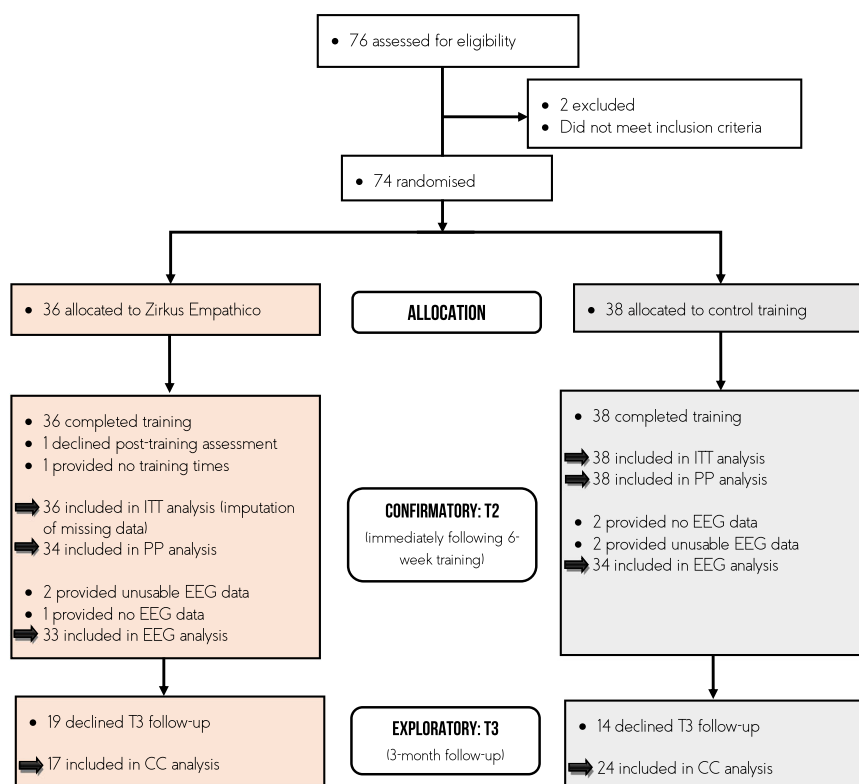 • 76 assessed for eligibility
• 2 excluded
• Did not meet inclusion criteria
• 74 randomised
• 36 allocated to Zirkus Empathico
ALLOCATION
• 38 allocated to control training
• 36 completed training
• 1 declined post-training assessment
• 1 provided no training times
36 included in ITT analysis (imputation
of missing data)
34 included in PP analysis
• 2 provided unusable EEG data
• 1 provided no EEG data
33 included in EEG analysis
CONFIRMATORY: T2
(immediately following 6-
week training)
• 38 completed training
38 included in ITT analysis
38 included in PP analysis
• 2 provided no EEG data
• 2 provided unusable EEG data
34 included in EEG analysis
• 19 declined T3 follow-up
17 included in CC analysis
EXPLORATORY: T3
(3-month follow-up)
• 14 declined T3 follow-up
24 included in CC analysis